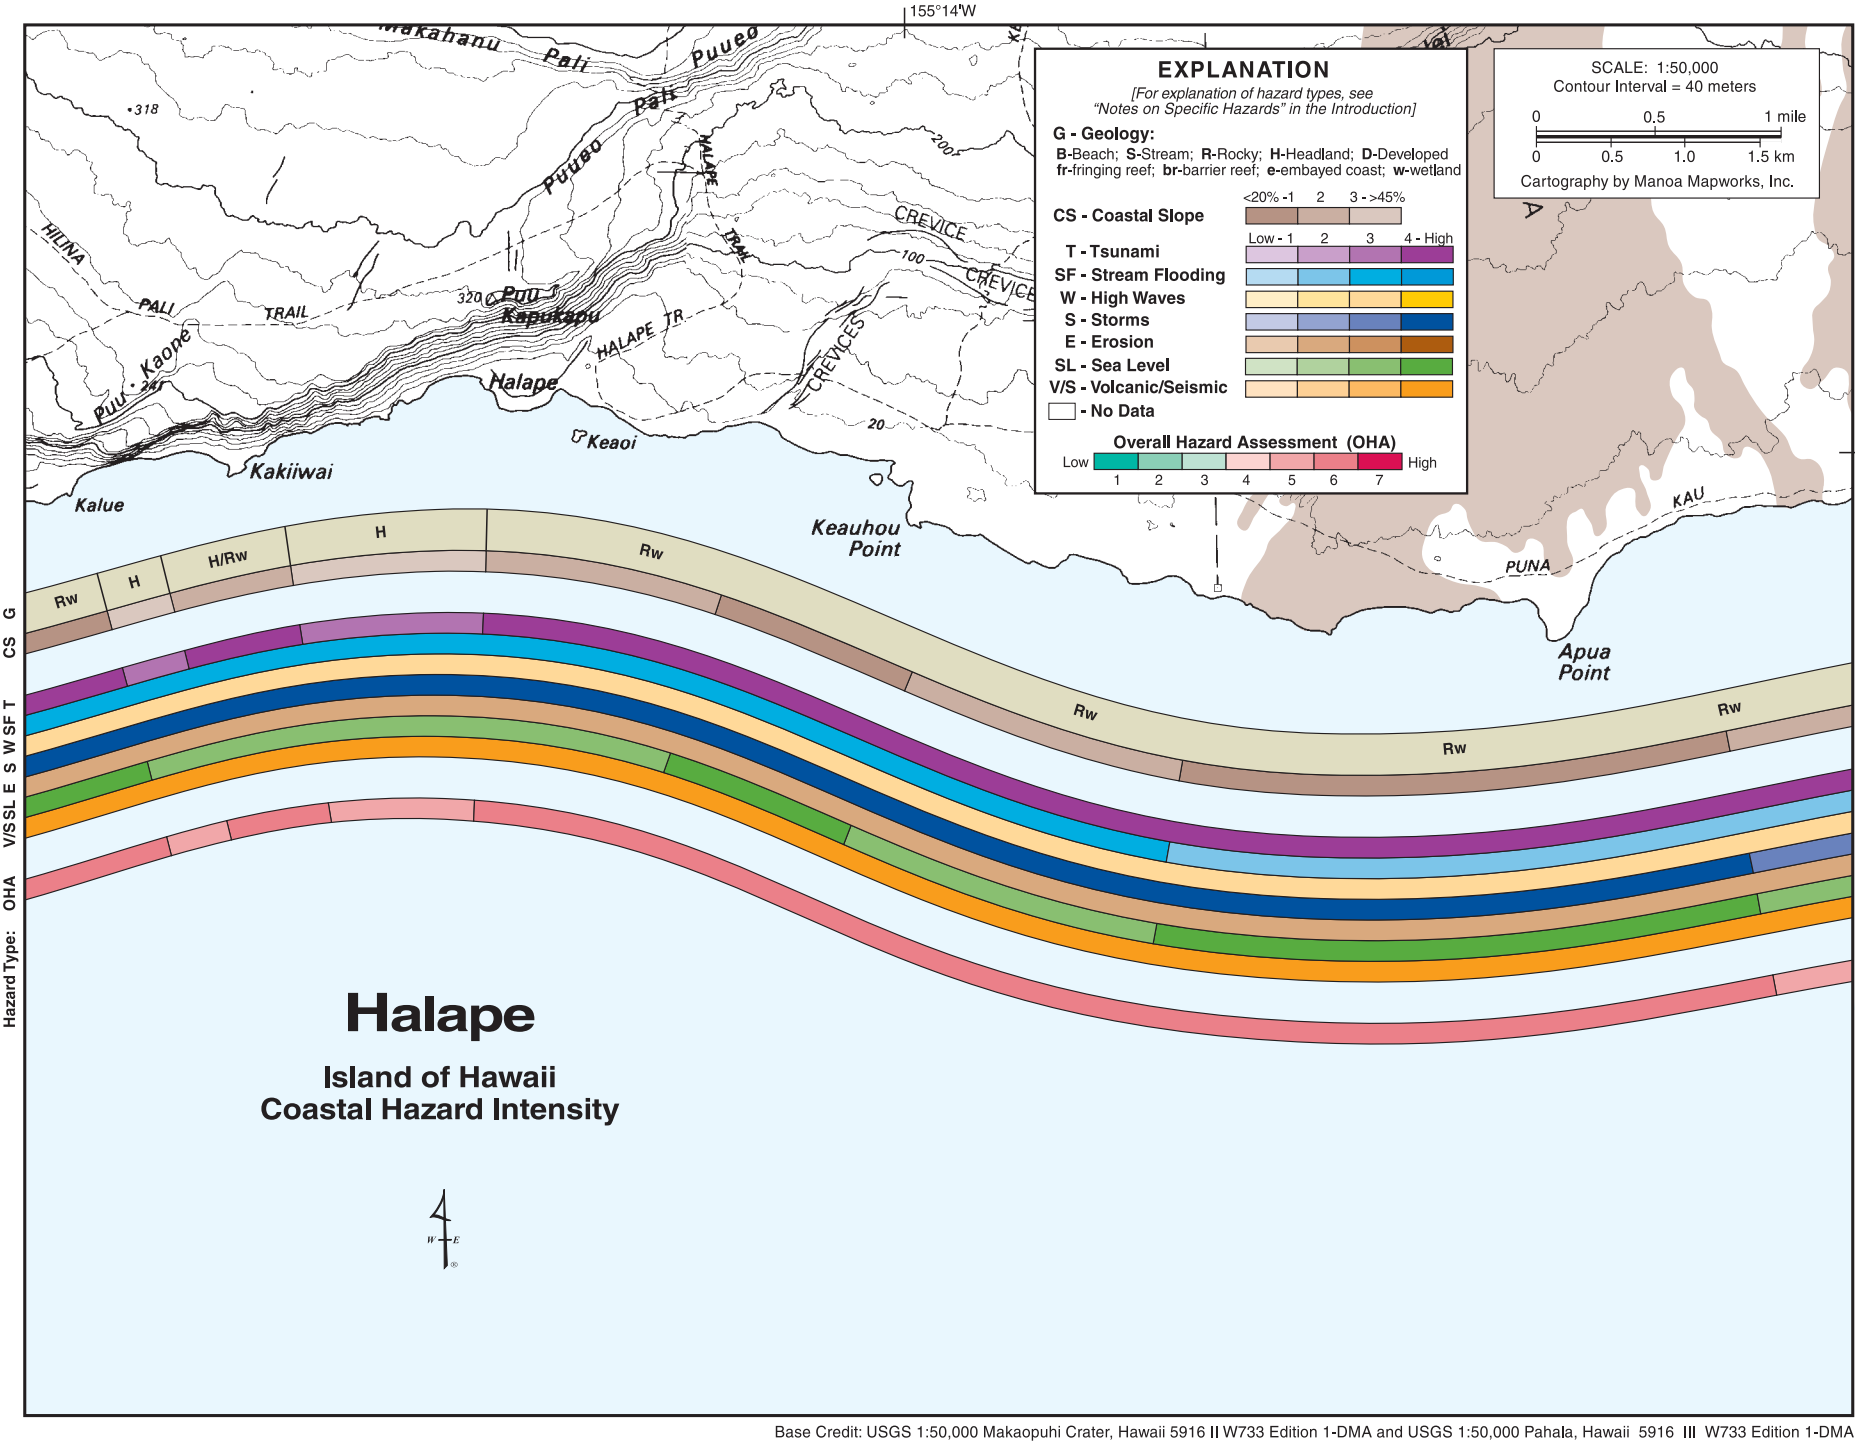 155°14'W
Makahanu
Pali
Puueo
Pali
318
Puueo
HALAPE
TRAIL
200
CREVICE
100
CREVICE
HILINA
PALI
TRAIL
320
Puu
Kapukapu
HALAPE TR
CREVICES
Puu Kaone
241
Halape
20
Keaoi
Kakiiwai
Kalue
Keauhou
Point
KAU
PUNA
Apua
Point
A
EXPLANATION
[For explanation of hazard types, see
“Notes on Specific Hazards” in the Introduction]
G - Geology:
B-Beach; S-Stream; R-Rocky; H-Headland; D-Developed
fr-fringing reef; br-barrier reef; e-embayed coast; w-wetland
<20% -1 2 3 - >45%
CS - Coastal Slope
Low - 1 2 3 4 - High
T - Tsunami
SF - Stream Flooding
W - High Waves
S - Storms
E - Erosion
SL - Sea Level
V/S - Volcanic/Seismic
- No Data
Overall Hazard Assessment (OHA)
Low High
1 2 3 4 5 6 7
SCALE: 1:50,000
Contour Interval = 40 meters
0 0.5 1 mile
0 0.5 1.0 1.5 km
Cartography by Manoa Mapworks, Inc.
Rw H H/Rw H Rw Rw Rw Rw
Hazard Type: OHA V/S SL E S W SF T CS G
Halape
Island of Hawaii
Coastal Hazard Intensity
W E
®
Base Credit: USGS 1:50,000 Makaopuhi Crater, Hawaii 5916 II W733 Edition 1-DMA and USGS 1:50,000 Pahala, Hawaii 5916 III W733 Edition 1-DMA